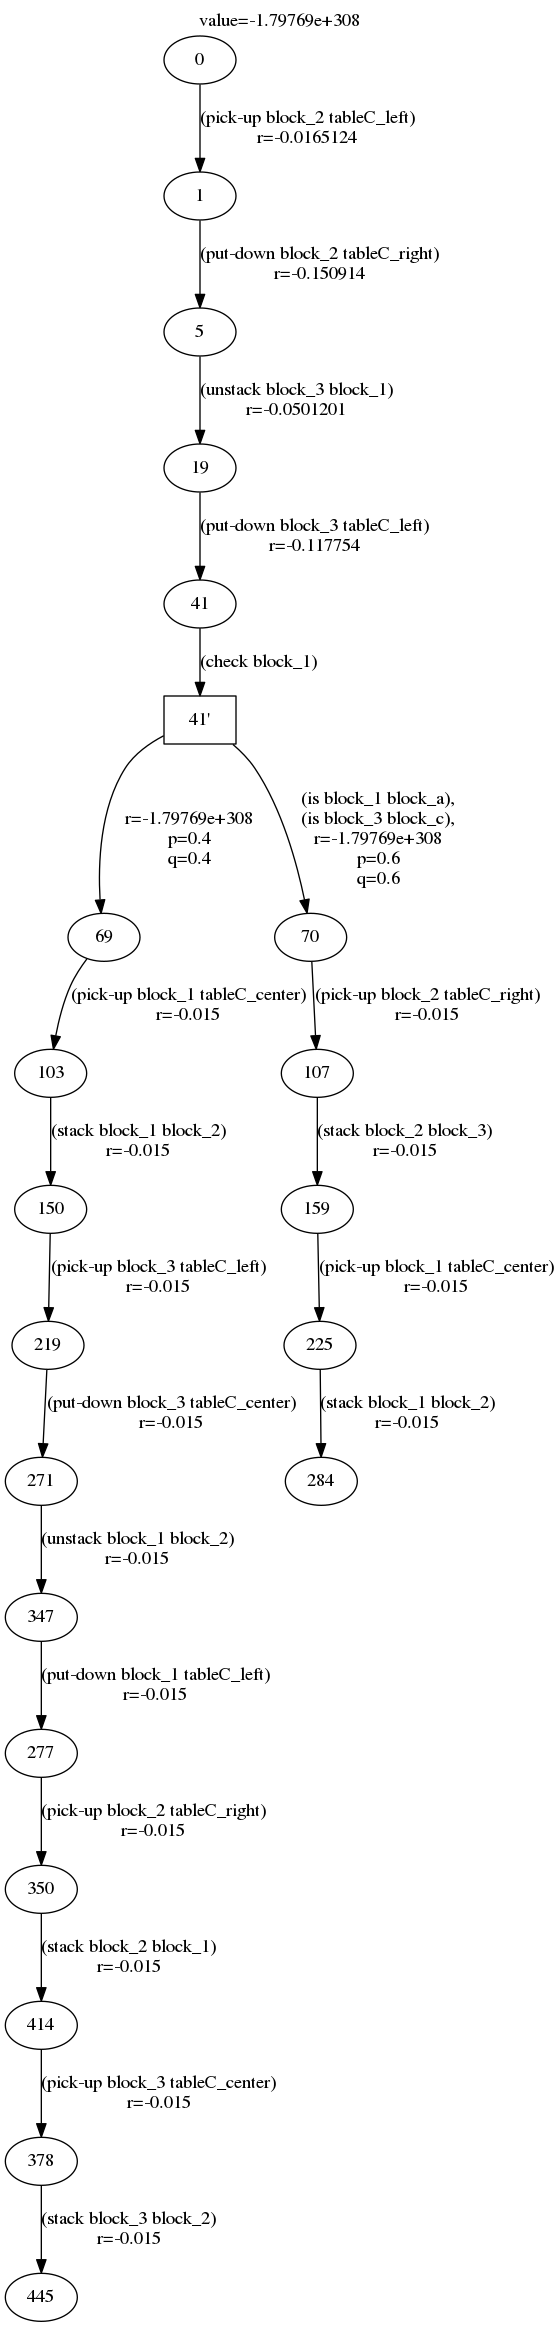 value=-1.79769e+308
0
(pick-up block_2 tableC_left)
r=-0.0165124
1
(put-down block_2 tableC_right)
r=-0.150914
5
(unstack block_3 block_1)
r=-0.0501201
19
(put-down block_3 tableC_left)
r=-0.117754
41
(check block_1)
41'
r=-1.79769e+308
p=0.4
q=0.4
(is block_1 block_a),
(is block_3 block_c),
r=-1.79769e+308
p=0.6
q=0.6
69
70
(pick-up block_1 tableC_center)
r=-0.015
(pick-up block_2 tableC_right)
r=-0.015
103
107
(stack block_1 block_2)
r=-0.015
(stack block_2 block_3)
r=-0.015
150
159
(pick-up block_3 tableC_left)
r=-0.015
(pick-up block_1 tableC_center)
r=-0.015
219
225
(put-down block_3 tableC_center)
r=-0.015
(stack block_1 block_2)
r=-0.015
271
284
(unstack block_1 block_2)
r=-0.015
347
(put-down block_1 tableC_left)
r=-0.015
277
(pick-up block_2 tableC_right)
r=-0.015
350
(stack block_2 block_1)
r=-0.015
414
(pick-up block_3 tableC_center)
r=-0.015
378
(stack block_3 block_2)
r=-0.015
445